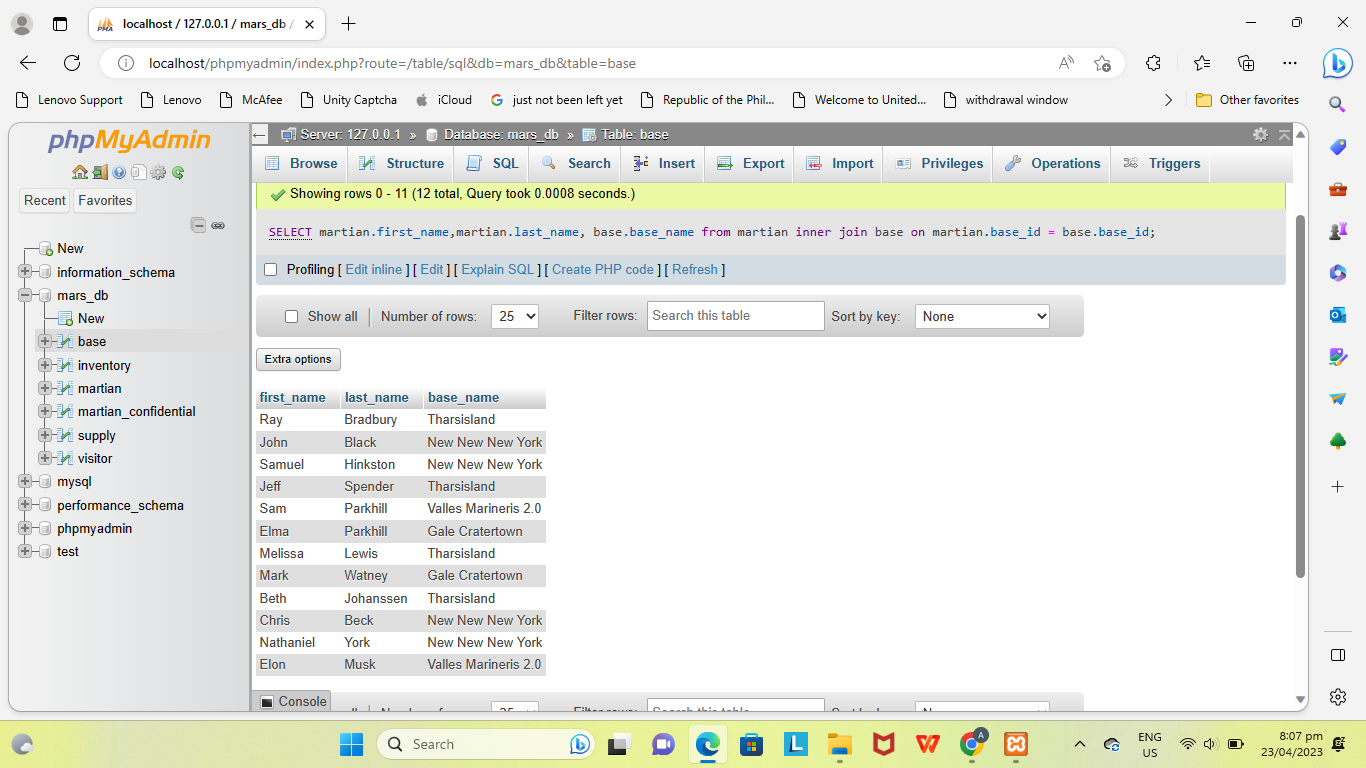 localhost / 127.0.0.1 / mars_db /
localhost/phpmyadmin/index.php?route=/table/sql&db=mars_db&table=base
Lenovo Support Lenovo McAfee Unity Captcha iCloud just not been left yet Republic of the Phil... Welcome to United... withdrawal window Other favorites
phpMyAdmin
Recent Favorites
New
information_schema
mars_db
New
base
inventory
martian
martian_confidential
supply
visitor
mysql
performance_schema
phpmyadmin
test
Server: 127.0.0.1 » Database: mars_db » Table: base
Browse Structure SQL Search Insert Export Import Privileges Operations Triggers
Showing rows 0 - 11 (12 total, Query took 0.0008 seconds.)
SELECT martian.first_name,martian.last_name, base.base_name from martian inner join base on martian.base_id = base.base_id;
Profiling [ Edit inline ] [ Edit ] [ Explain SQL ] [ Create PHP code ] [ Refresh ]
Show all Number of rows: 25 Filter rows: Search this table Sort by key: None
Extra options
first_name last_name base_name
Ray Bradbury Tharsisland
John Black New New New York
Samuel Hinkston New New New York
Jeff Spender Tharsisland
Sam Parkhill Valles Marineris 2.0
Elma Parkhill Gale Cratertown
Melissa Lewis Tharsisland
Mark Watney Gale Cratertown
Beth Johanssen Tharsisland
Chris Beck New New New York
Nathaniel York New New New York
Elon Musk Valles Marineris 2.0
Console
Search
ENG
US
8:07 pm
23/04/2023